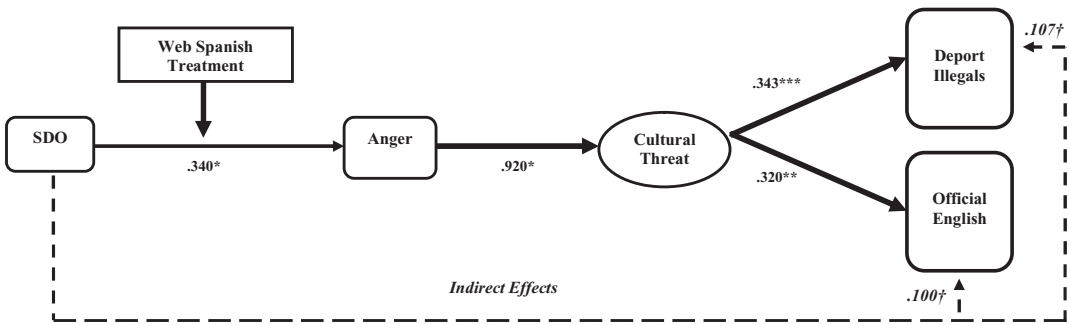 Web Spanish
Treatment
.107†
Deport
Illegals
.343***
SDO
Anger
Cultural
Threat
.340*
.920*
.320**
Official
English
Indirect Effects
.100†